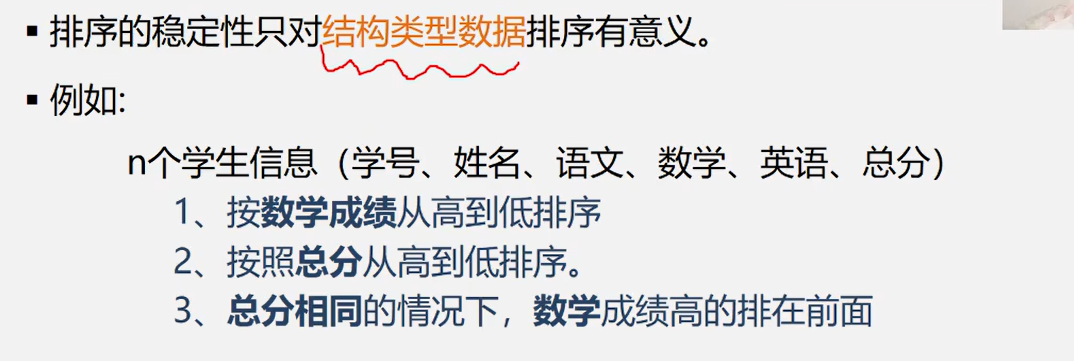 ▪ 排序的稳定性只对结构类型数据排序有意义。
▪ 例如:
n个学生信息（学号、姓名、语文、数学、英语、总分）
1、按数学成绩从高到低排序
2、按照总分从高到低排序。
3、总分相同的情况下，数学成绩高的排在前面